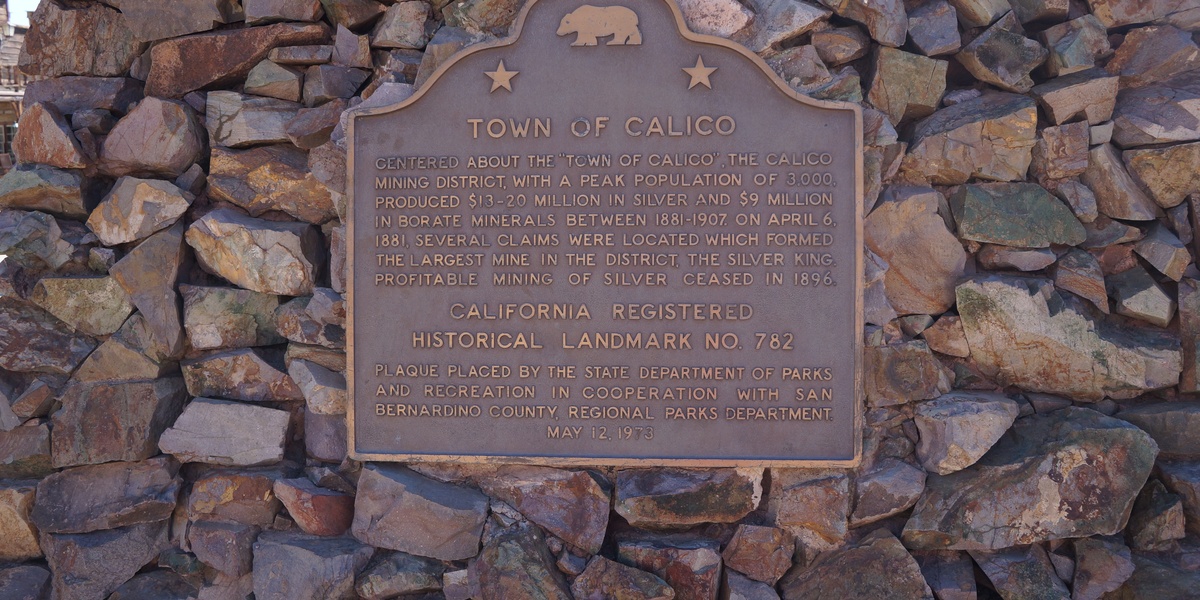 TOWN OF CALICO
CENTERED ABOUT THE "TOWN OF CALICO", THE CALICO
MINING DISTRICT, WITH A PEAK POPULATION OF 3,000,
PRODUCED $13-20 MILLION IN SILVER AND $9 MILLION
IN BORATE MINERALS BETWEEN 1881-1907. ON APRIL 6,
1881, SEVERAL CLAIMS WERE LOCATED WHICH FORMED
THE LARGEST MINE IN THE DISTRICT, THE SILVER KING.
PROFITABLE MINING OF SILVER CEASED IN 1896.
CALIFORNIA REGISTERED
HISTORICAL LANDMARK NO. 782
PLAQUE PLACED BY THE STATE DEPARTMENT OF PARKS
AND RECREATION IN COOPERATION WITH SAN
BERNARDINO COUNTY, REGIONAL PARKS DEPARTMENT.
MAY 12, 1973